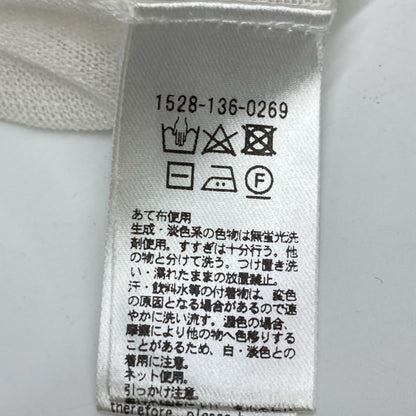 1528-136-0269
F
あて布使用
生成・淡色系の色物は無蛍光洗
剤使用。すすぎは十分行う。他
の物と分けて洗う。つけ置き洗
い・濡れたままの放置厳止。
汗・飲料水等の付着物は、変色
の原因となる場合があるので速
やかに洗い流す。濃色の場合、
摩擦により他の物へ色移りする
ことがあるため、白・淡色との
着用に注意。
ネット使用。
引っかけ注意。
therefore, please